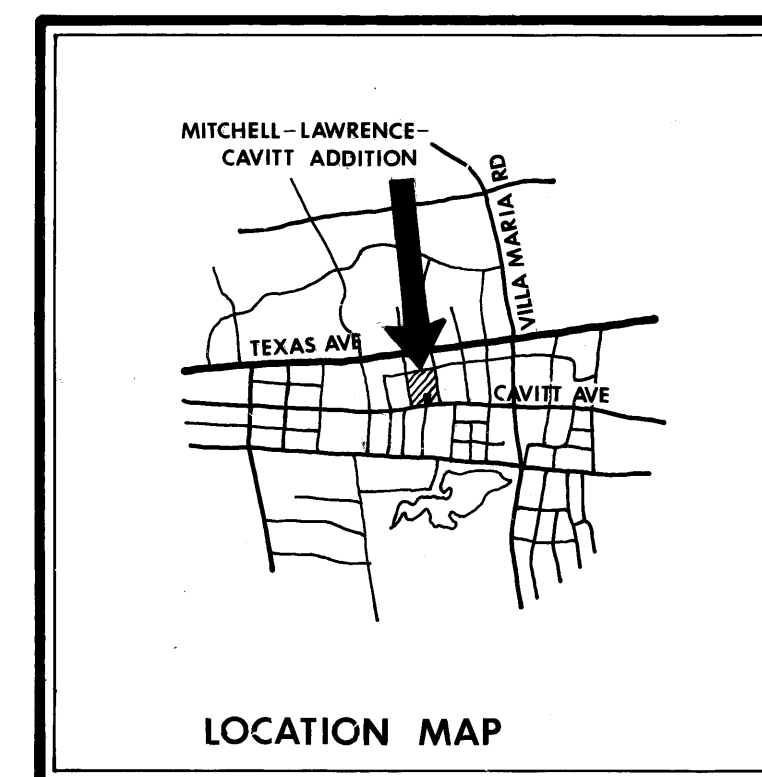 MITCHELL-LAWRENCE-
CAVITT ADDITION
VILLA MARIA RD
TEXAS AVE
CAVITT AVE
LOCATION MAP